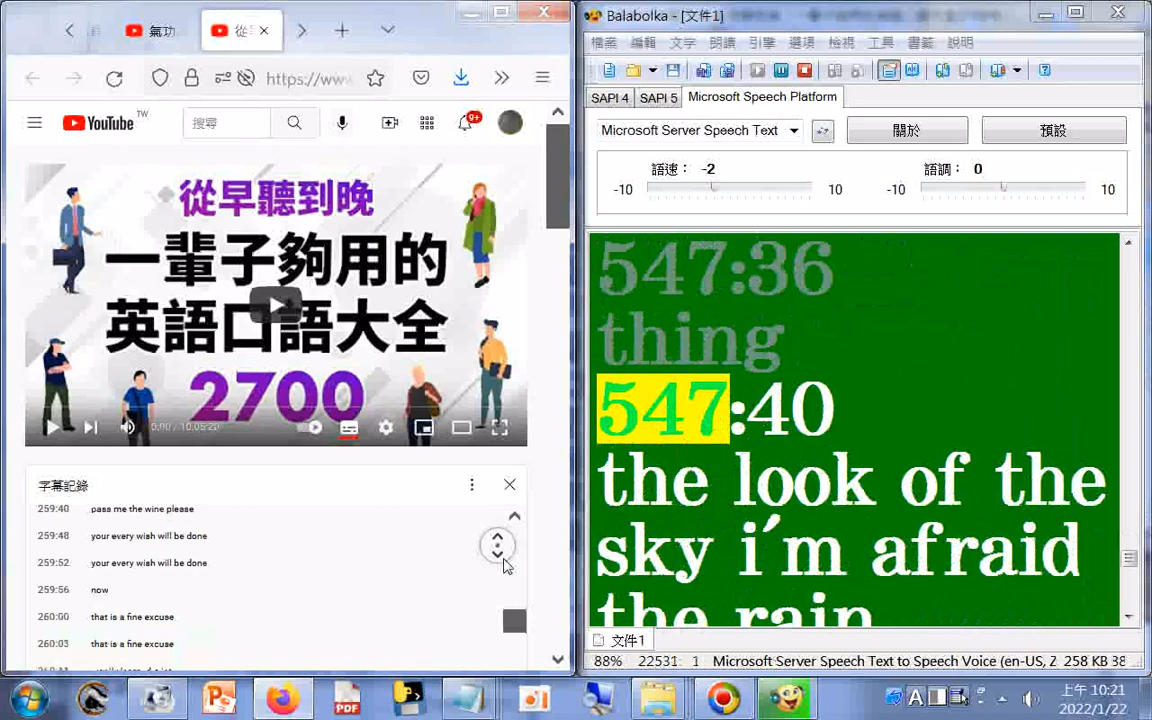 氣功
從
https://www
YouTube TW
搜尋
9+
從早聽到晚
一輩子夠用的
英語口語大全
2700
0:00 / 10:05:20
字幕記錄
259:40 pass me the wine please
259:48 your every wish will be done
259:52 your every wish will be done
259:56 now
260:00 that is a fine excuse
260:03 that is a fine excuse
Balabolka - [文件1]
檔案 編輯 文字 朗讀 引擎 選項 檢視 工具 書籤 說明
SAPI 4 SAPI 5 Microsoft Speech Platform
Microsoft Server Speech Text 關於 預設
語速： -2 語調： 0
-10 10 -10 10
547:36
thing
547:40
the look of the
sky i'm afraid
the rain
文件1
88% 22531: 1 Microsoft Server Speech Text to Speech Voice (en-US, Z 258 KB 38
PDF
A
上午 10:21
2022/1/22